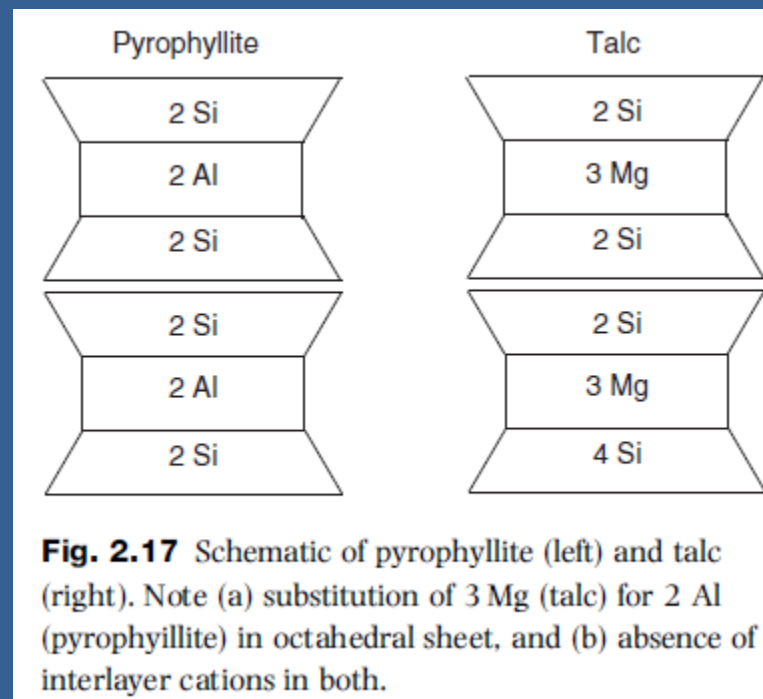 Pyrophyllite
2 Si
2 Al
2 Si
2 Si
2 Al
2 Si
Talc
2 Si
3 Mg
2 Si
2 Si
3 Mg
4 Si
Fig. 2.17 Schematic of pyrophyllite (left) and talc
(right). Note (a) substitution of 3 Mg (talc) for 2 Al
(pyrophyillite) in octahedral sheet, and (b) absence of
interlayer cations in both.